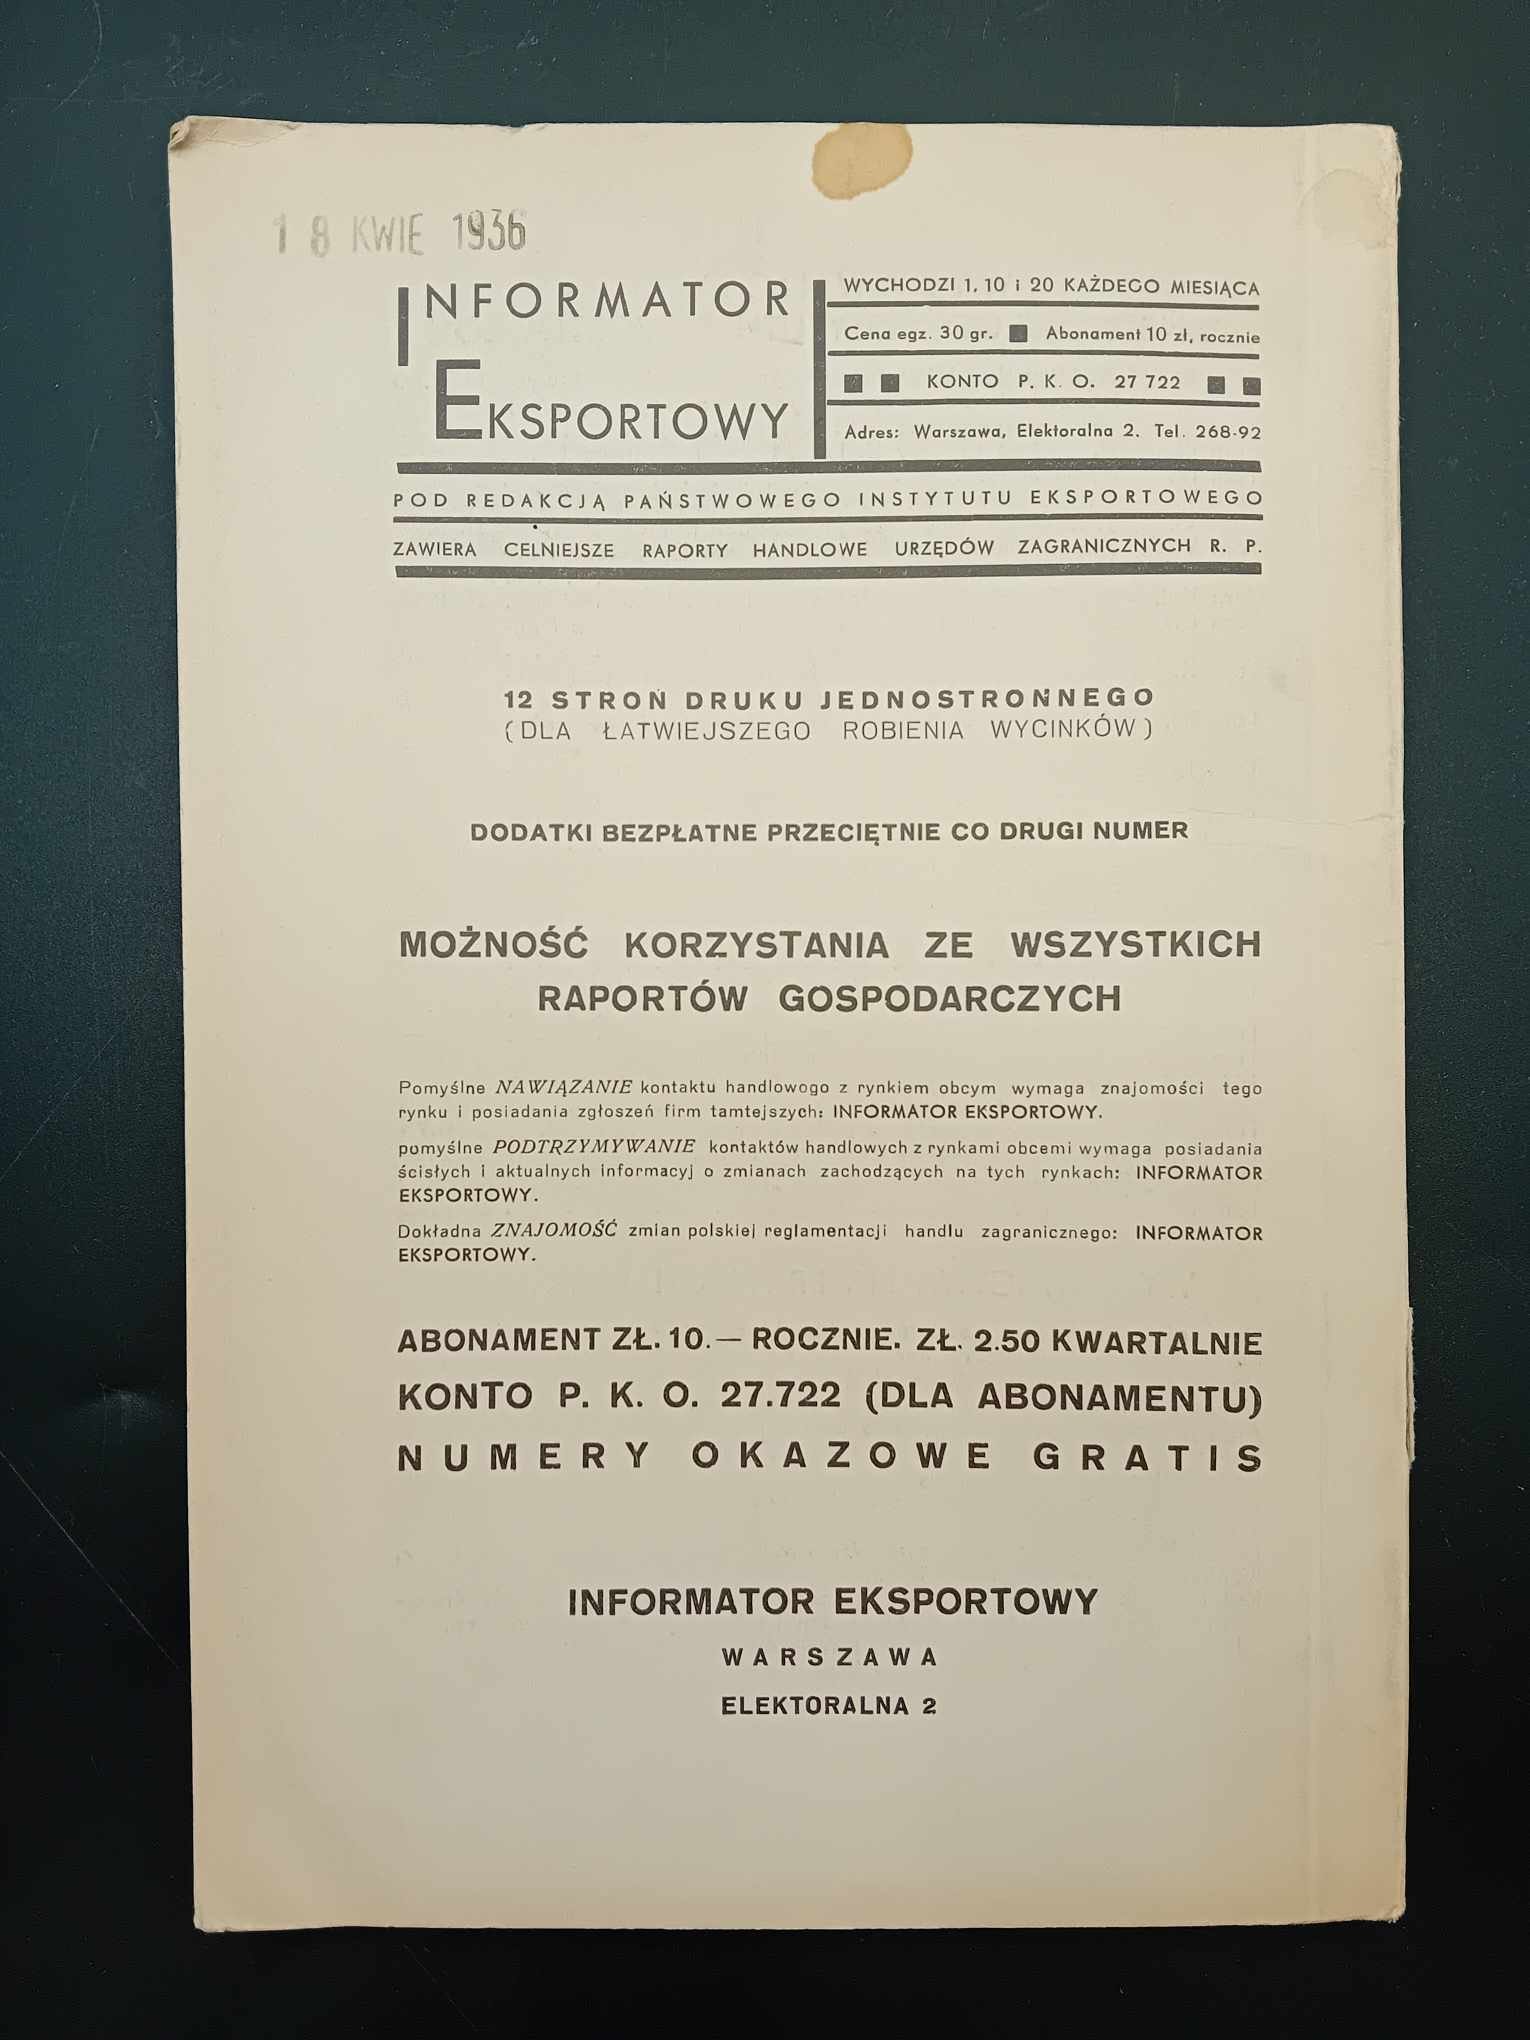 18 KWIE 1936
INFORMATOR
EKSPORTOWY
WYCHODZI 1, 10 i 20 KAŻDEGO MIESIĄCA
Cena egz. 30 gr. ■ Abonament 10 zł, rocznie
■ ■ KONTO P. K. O. 27 722 ■ ■
Adres: Warszawa, Elektoralna 2. Tel. 268-92
POD REDAKCJĄ PAŃSTWOWEGO INSTYTUTU EKSPORTOWEGO
ZAWIERA CELNIEJSZE RAPORTY HANDLOWE URZĘDÓW ZAGRANICZNYCH R. P.
12 STRON DRUKU JEDNOSTRONNEGO
(DLA ŁATWIEJSZEGO ROBIENIA WYCINKÓW)
DODATKI BEZPŁATNE PRZECIĘTNIE CO DRUGI NUMER
MOŻNOŚĆ KORZYSTANIA ZE WSZYSTKICH
RAPORTÓW GOSPODARCZYCH
Pomyślne NAWIĄZANIE kontaktu handlowogo z rynkiem obcym wymaga znajomości tego
rynku i posiadania zgłoszeń firm tamtejszych: INFORMATOR EKSPORTOWY.
pomyślne PODTRZYMYWANIE kontaktów handlowych z rynkami obcemi wymaga posiadania
ścisłych i aktualnych informacyj o zmianach zachodzących na tych rynkach: INFORMATOR
EKSPORTOWY.
Dokładna ZNAJOMOŚĆ zmian polskiej reglamentacji handlu zagranicznego: INFORMATOR
EKSPORTOWY.
ABONAMENT ZŁ. 10.— ROCZNIE. ZŁ. 2.50 KWARTALNIE
KONTO P. K. O. 27.722 (DLA ABONAMENTU)
NUMERY OKAZOWE GRATIS
INFORMATOR EKSPORTOWY
WARSZAWA
ELEKTORALNA 2